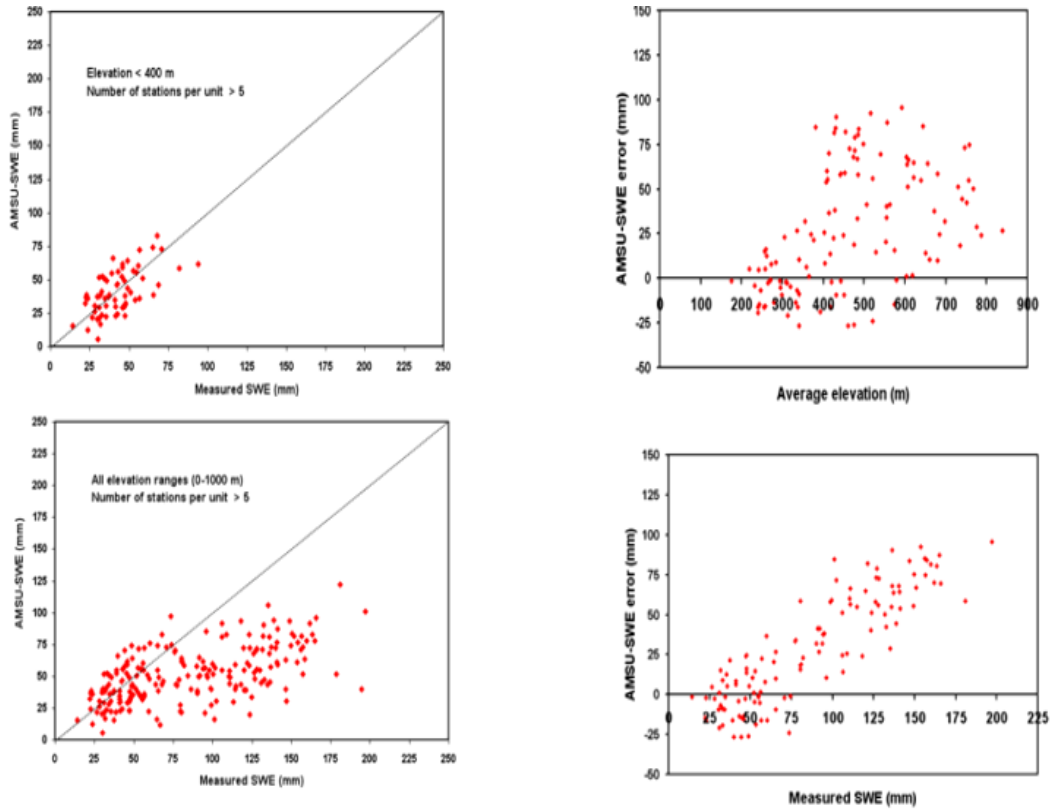 250
225
200
175
150
125
100
75
50
25
0
0 25 50 75 100 125 150 175 200 225 250
AMSU-SWE (mm)
Elevation < 400 m
Number of stations per unit > 5
Measured SWE (mm)
150
125
100
75
50
25
0
-25
-50
0 100 200 300 400 500 600 700 800 900
AMSU-SWE error (mm)
Average elevation (m)
250
225
200
175
150
125
100
75
50
25
0
0 25 50 75 100 125 150 175 200 225 250
AMSU-SWE (mm)
All elevation ranges (0-1000 m)
Number of stations per unit > 5
Measured SWE (mm)
150
125
100
75
50
25
0
-25
-50
0 25 50 75 100 125 150 175 200 225
AMSU-SWE error (mm)
Measured SWE (mm)